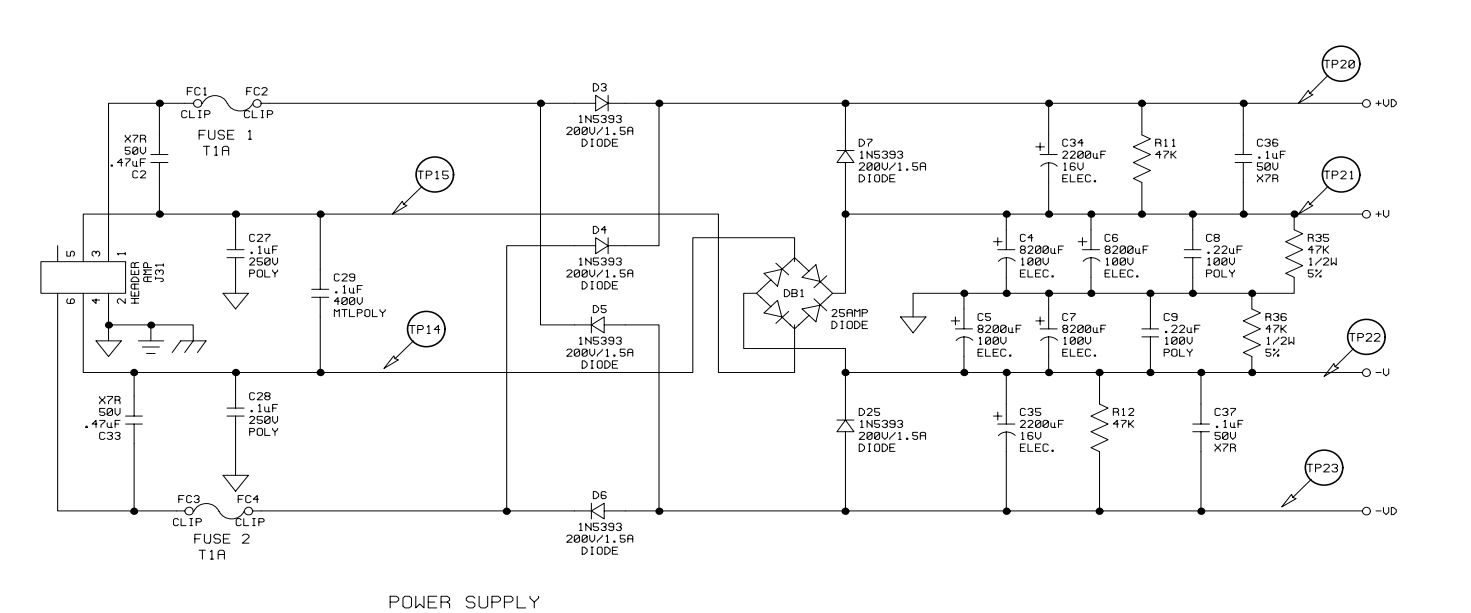 TP20
FC1 FC2
CLIP CLIP
FUSE 1
T1A
D3
1N5393
200V/1.5A
DIODE
+VD
X7R
50V
.47uF
C2
D7
1N5393
200V/1.5A
DIODE
+
C34
2200uF
16V
ELEC.
R11
47K
C36
.1uF
50V
X7R
TP15
TP21
+V
5 3 1
6 4 2
HEADER
AMP
J31
C27
.1uF
250V
POLY
C29
.1uF
400V
MTLPOLY
D4
1N5393
200V/1.5A
DIODE
DB1
25AMP
DIODE
+
C4
8200uF
100V
ELEC.
+
C6
8200uF
100V
ELEC.
C8
.22uF
100V
POLY
R35
47K
1/2W
5%
TP14
D5
1N5393
200V/1.5A
DIODE
+
C5
8200uF
100V
ELEC.
+
C7
8200uF
100V
ELEC.
C9
.22uF
100V
POLY
R36
47K
1/2W
5%
TP22
-V
X7R
50V
.47uF
C33
C28
.1uF
250V
POLY
D25
1N5393
200V/1.5A
DIODE
+
C35
2200uF
16V
ELEC.
R12
47K
C37
.1uF
50V
X7R
TP23
FC3 FC4
CLIP CLIP
FUSE 2
T1A
D6
1N5393
200V/1.5A
DIODE
-VD
POWER SUPPLY